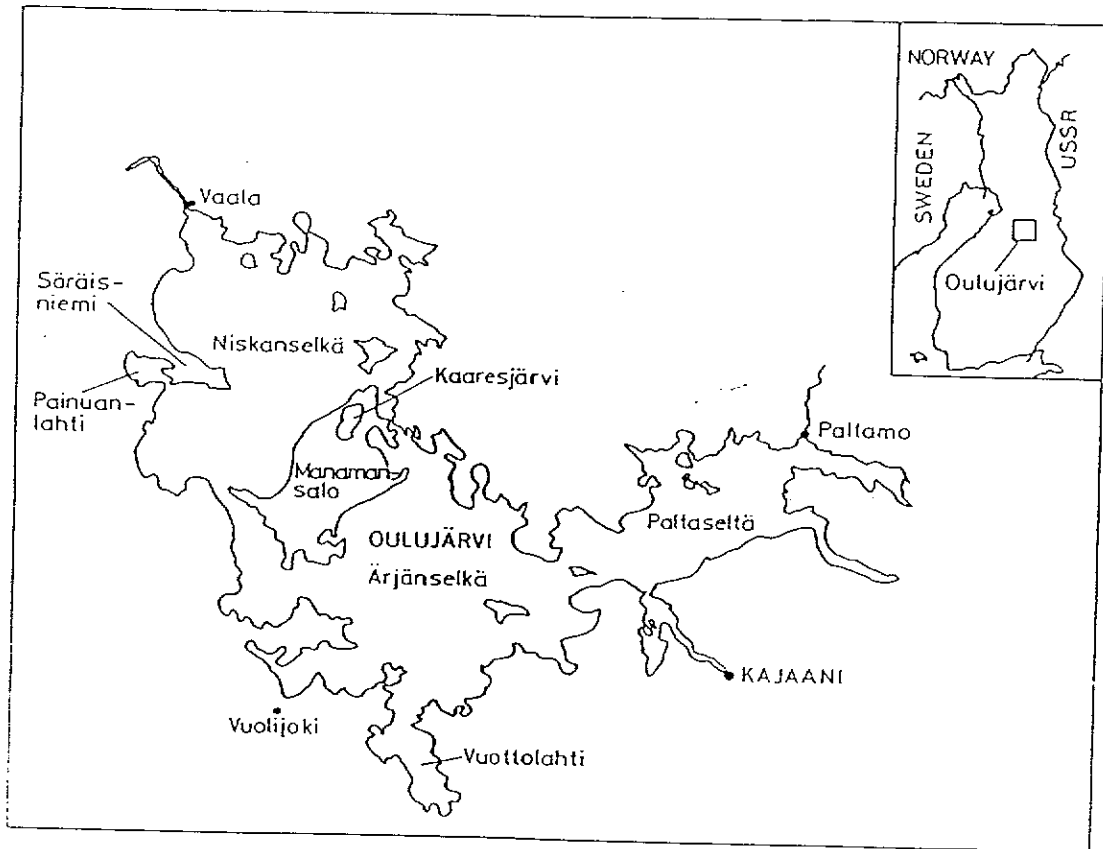 NORWAY
SWEDEN
USSR
Oulujärvi
Vaala
Säräis-
niemi
Niskanselkä
Painuan-
lahti
Kaaresjärvi
Manaman-
salo
Paltamo
Paltaseltä
OULUJÄRVI
Ärjänselkä
KAJAANI
Vuolijoki
Vuottolahti